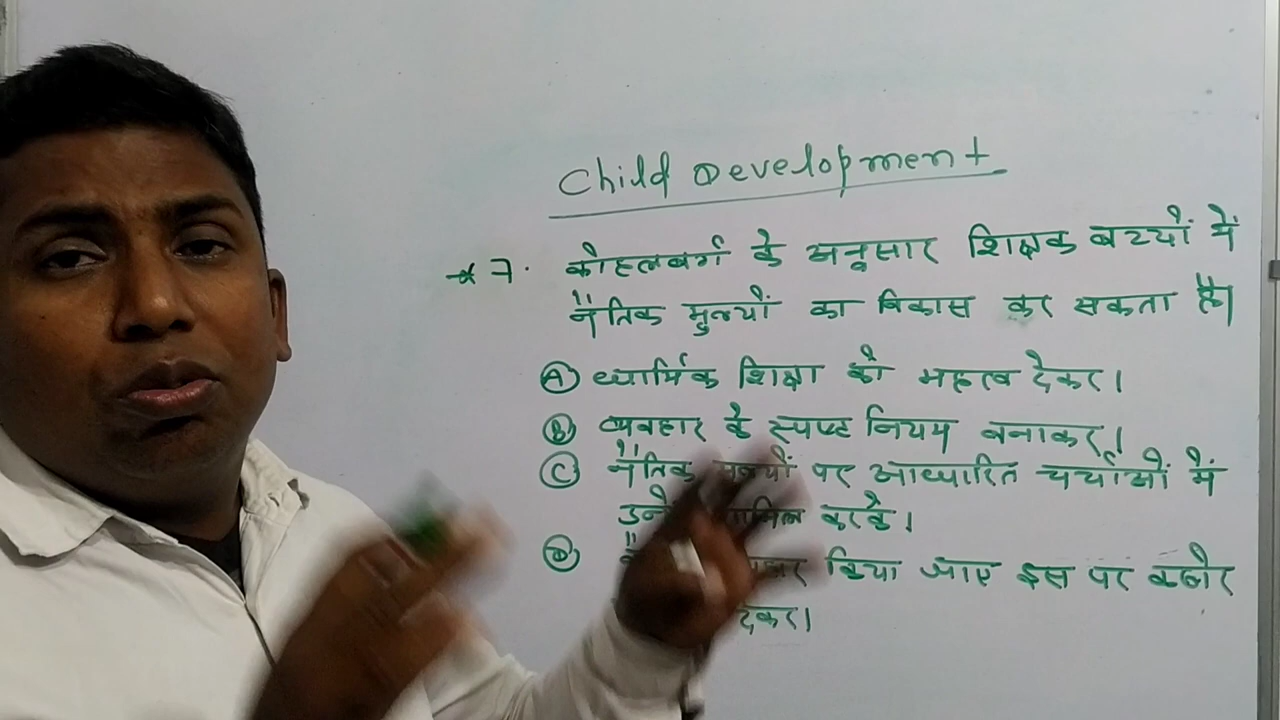 Child Development
* 7. कोहलबर्ग के अनुसार शिक्षक बच्चों में
नैतिक मुल्यों का विकास कर सकता है।
(A) धार्मिक शिक्षा को महत्व देकर।
(B) व्यवहार के स्पष्ट नियम बनाकर।
(C) नैतिक पर आधारित चर्चाओं में
करके।
(D) किया जाए इस पर कठोर
देकर।